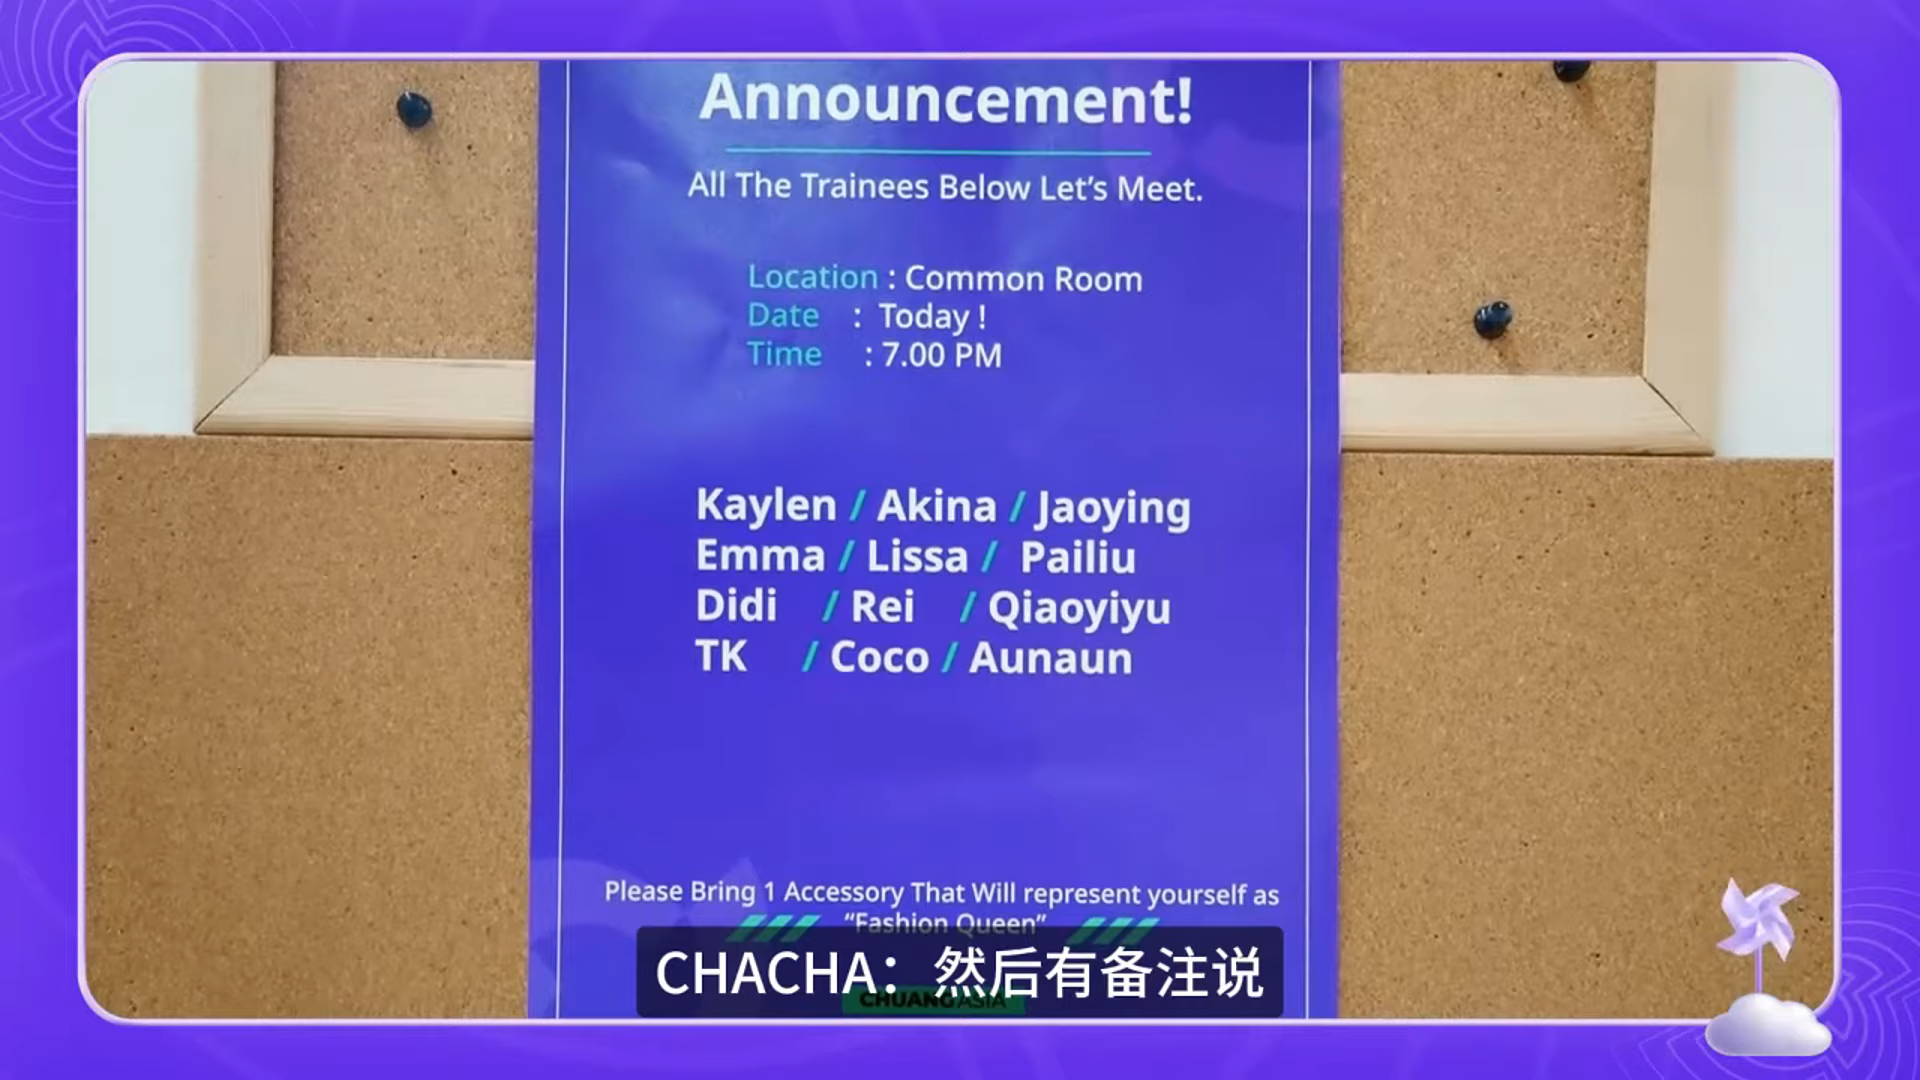 Announcement!
All The Trainees Below Let's Meet.
Location : Common Room
Date : Today !
Time : 7.00 PM
Kaylen / Akina / Jaoying
Emma / Lissa / Pailiu
Didi / Rei / Qiaoyiyu
TK / Coco / Aunaun
Please Bring 1 Accessory That Will represent yourself as
“Fashion Queen”
CHACHA：然后有备注说
CHUANG ASIA